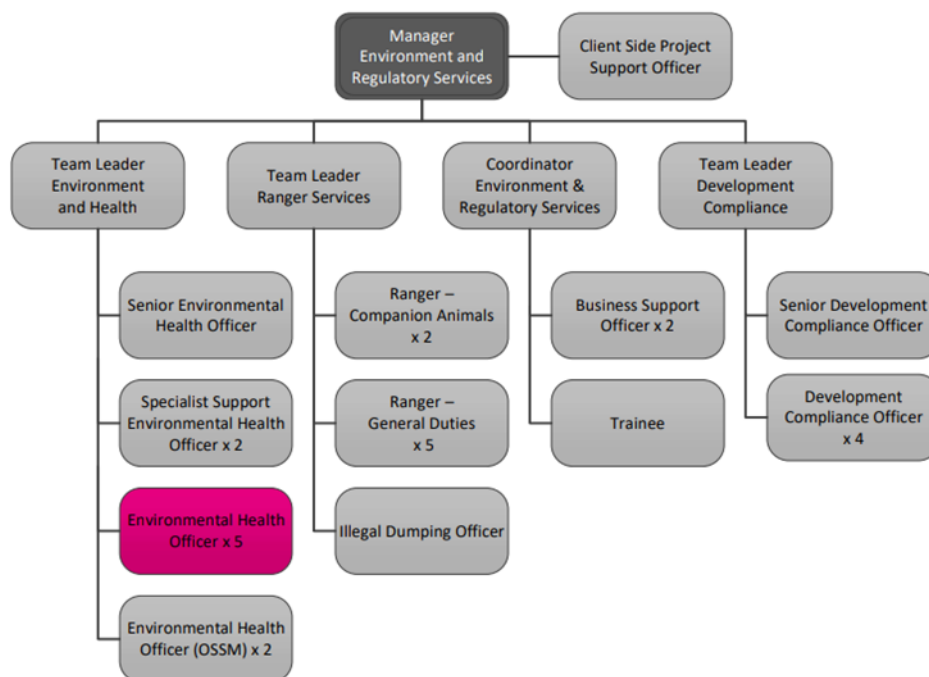 Manager
Environment and
Regulatory Services
Client Side Project
Support Officer
Team Leader
Environment
and Health
Team Leader
Ranger Services
Coordinator
Environment &
Regulatory Services
Team Leader
Development
Compliance
Senior Environmental
Health Officer
Ranger –
Companion Animals
x 2
Business Support
Officer x 2
Senior Development
Compliance Officer
Specialist Support
Environmental Health
Officer x 2
Ranger –
General Duties
x 5
Trainee
Development
Compliance Officer
x 4
Environmental Health
Officer x 5
Illegal Dumping Officer
Environmental Health
Officer (OSSM) x 2